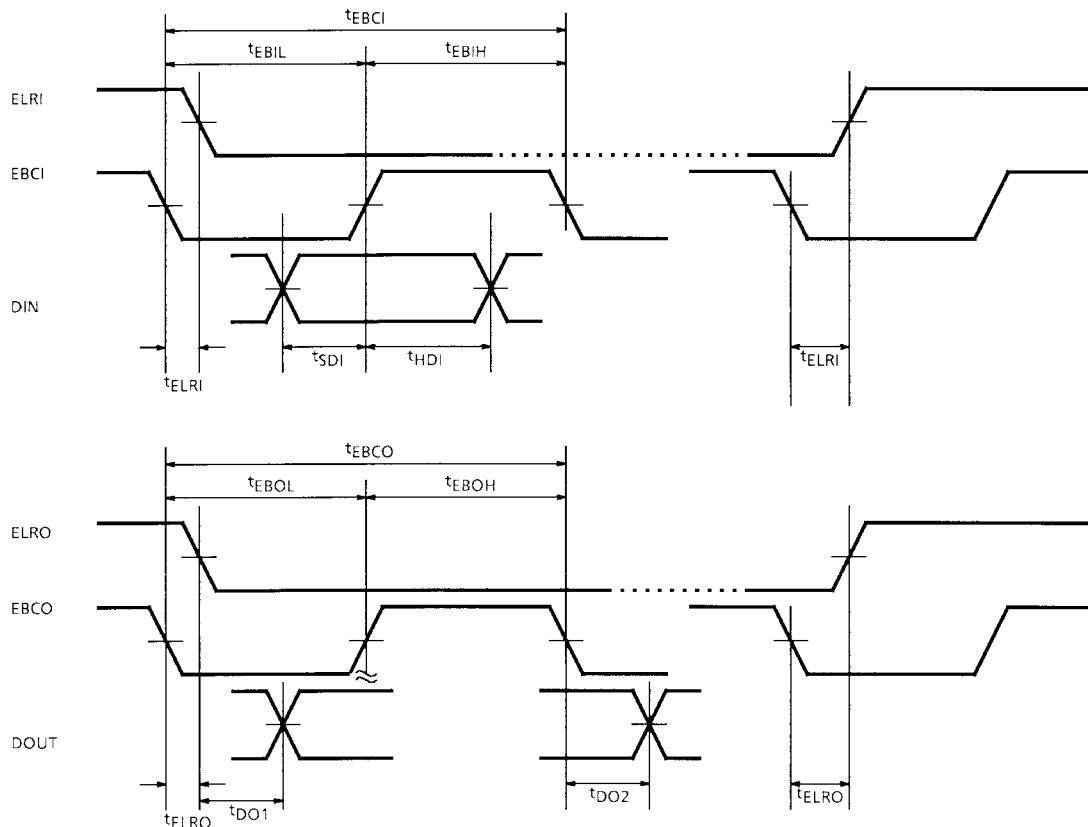 tEBCI
tEBIL tEBIH
ELRI
EBCI
DIN
tSDI tHDI
tELRI tELRI
tEBCO
tEBOL tEBOH
ELRO
EBCO
DOUT
tELRO tDO1 tDO2 tELRO